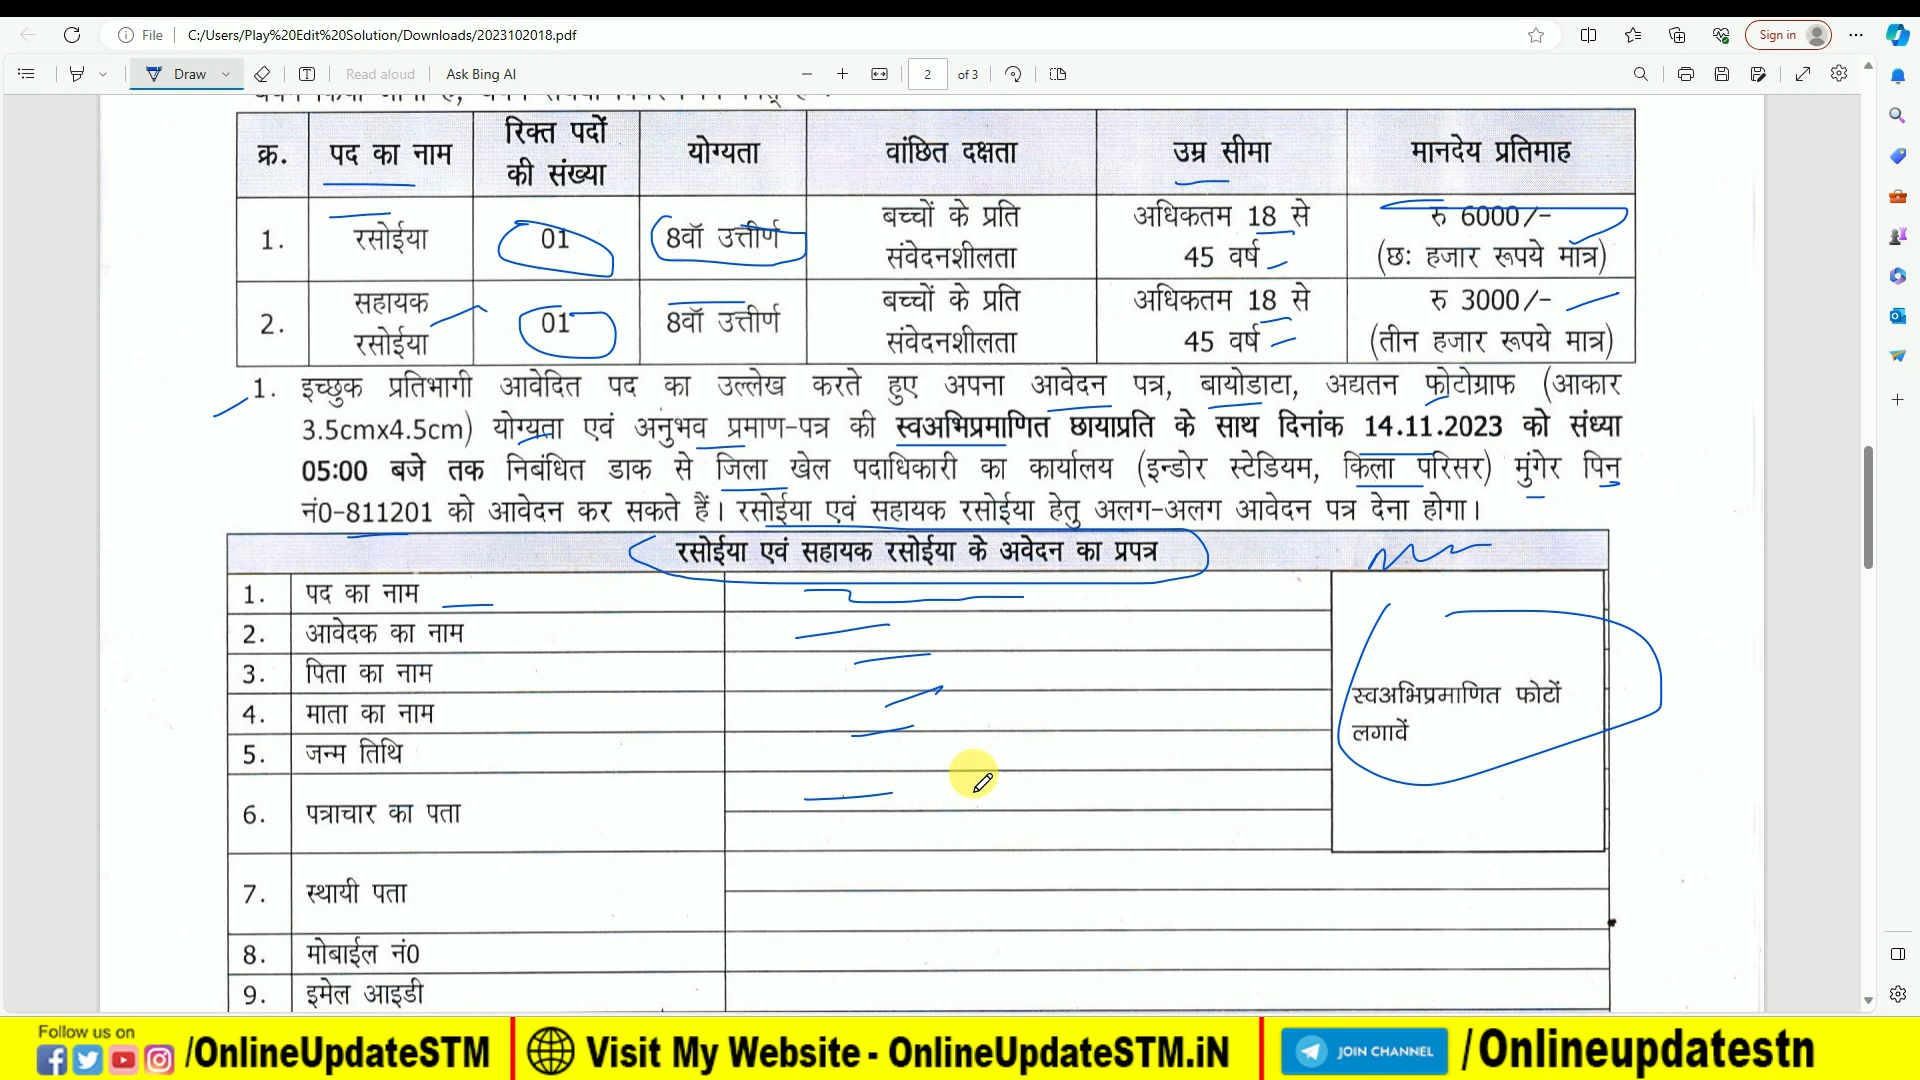 File C:/Users/Play%20Edit%20Solution/Downloads/2023102018.pdf Sign in
Draw Read aloud Ask Bing AI 2 of 3
क्र. पद का नाम रिक्त पदों की संख्या योग्यता वांछित दक्षता उम्र सीमा मानदेय प्रतिमाह
1. रसोईया 01 8वॉ उत्तीर्ण बच्चों के प्रति संवेदनशीलता अधिकतम 18 से 45 वर्ष रु 6000/- (छः हजार रूपये मात्र)
2. सहायक रसोईया 01 8वॉ उत्तीर्ण बच्चों के प्रति संवेदनशीलता अधिकतम 18 से 45 वर्ष रु 3000/- (तीन हजार रूपये मात्र)
1. इच्छुक प्रतिभागी आवेदित पद का उल्लेख करते हुए अपना आवेदन पत्र, बायोडाटा, अद्यतन फोटोग्राफ (आकार
3.5cmx4.5cm) योग्यता एवं अनुभव प्रमाण-पत्र की स्वअभिप्रमाणित छायाप्रति के साथ दिनांक 14.11.2023 को संध्या
05:00 बजे तक निबंधित डाक से जिला खेल पदाधिकारी का कार्यालय (इन्डोर स्टेडियम, किला परिसर) मुंगेर पिन
नं0-811201 को आवेदन कर सकते हैं। रसोईया एवं सहायक रसोईया हेतु अलग-अलग आवेदन पत्र देना होगा।
रसोईया एवं सहायक रसोईया के अवेदन का प्रपत्र
1. पद का नाम
2. आवेदक का नाम
3. पिता का नाम
स्वअभिप्रमाणित फोटों
लगावें
4. माता का नाम
5. जन्म तिथि
6. पत्राचार का पता
7. स्थायी पता
8. मोबाईल नं0
9. इमेल आइडी
Follow us on
/OnlineUpdateSTM Visit My Website - OnlineUpdateSTM.iN JOIN CHANNEL /Onlineupdatestn